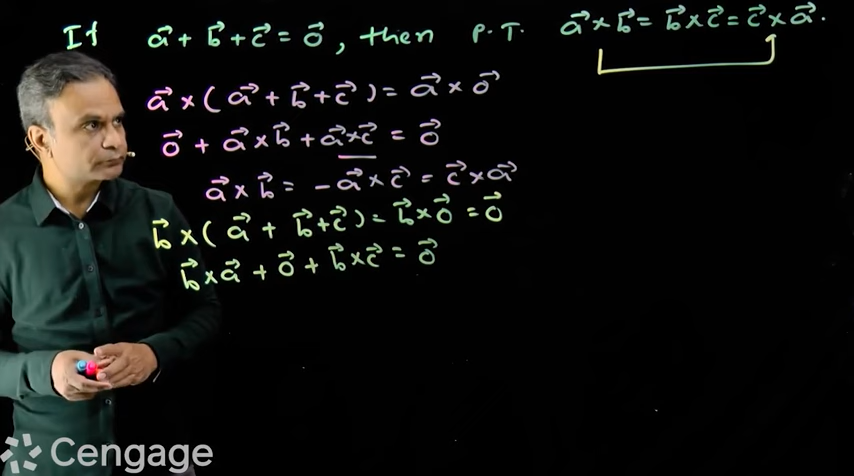 If a⃗ + b⃗ + c⃗ = 0⃗, then P.T. a⃗ × b⃗ = b⃗ × c⃗ = c⃗ × a⃗.
a⃗ × ( a⃗ + b⃗ + c⃗ ) = a⃗ × 0⃗
0⃗ + a⃗ × b⃗ + a⃗ × c⃗ = 0⃗
a⃗ × b⃗ = - a⃗ × c⃗ = c⃗ × a⃗
b⃗ × ( a⃗ + b⃗ + c⃗ ) = b⃗ × 0⃗ = 0⃗
b⃗ × a⃗ + 0⃗ + b⃗ × c⃗ = 0⃗
Cengage